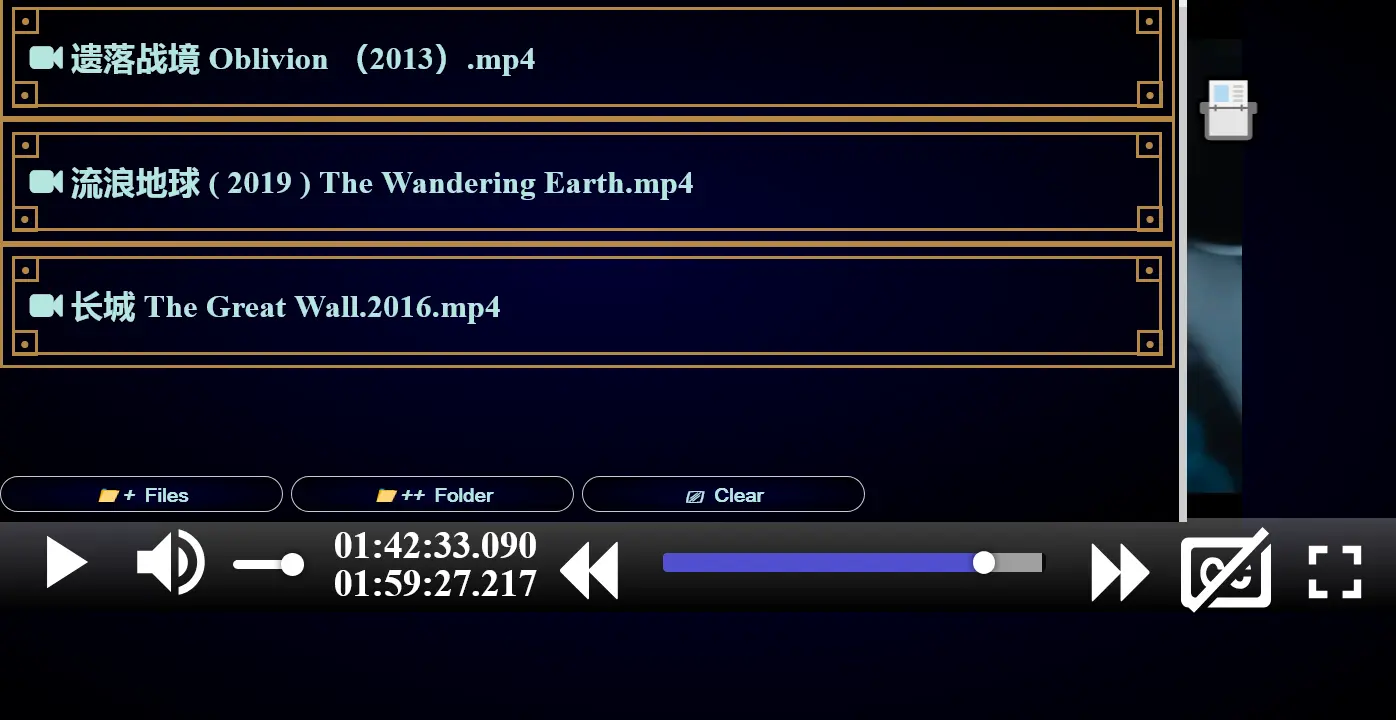 遗落战境 Oblivion （2013）.mp4
流浪地球 ( 2019 ) The Wandering Earth.mp4
长城 The Great Wall.2016.mp4
+ Files
++ Folder
Clear
01:42:33.090
01:59:27.217
CC